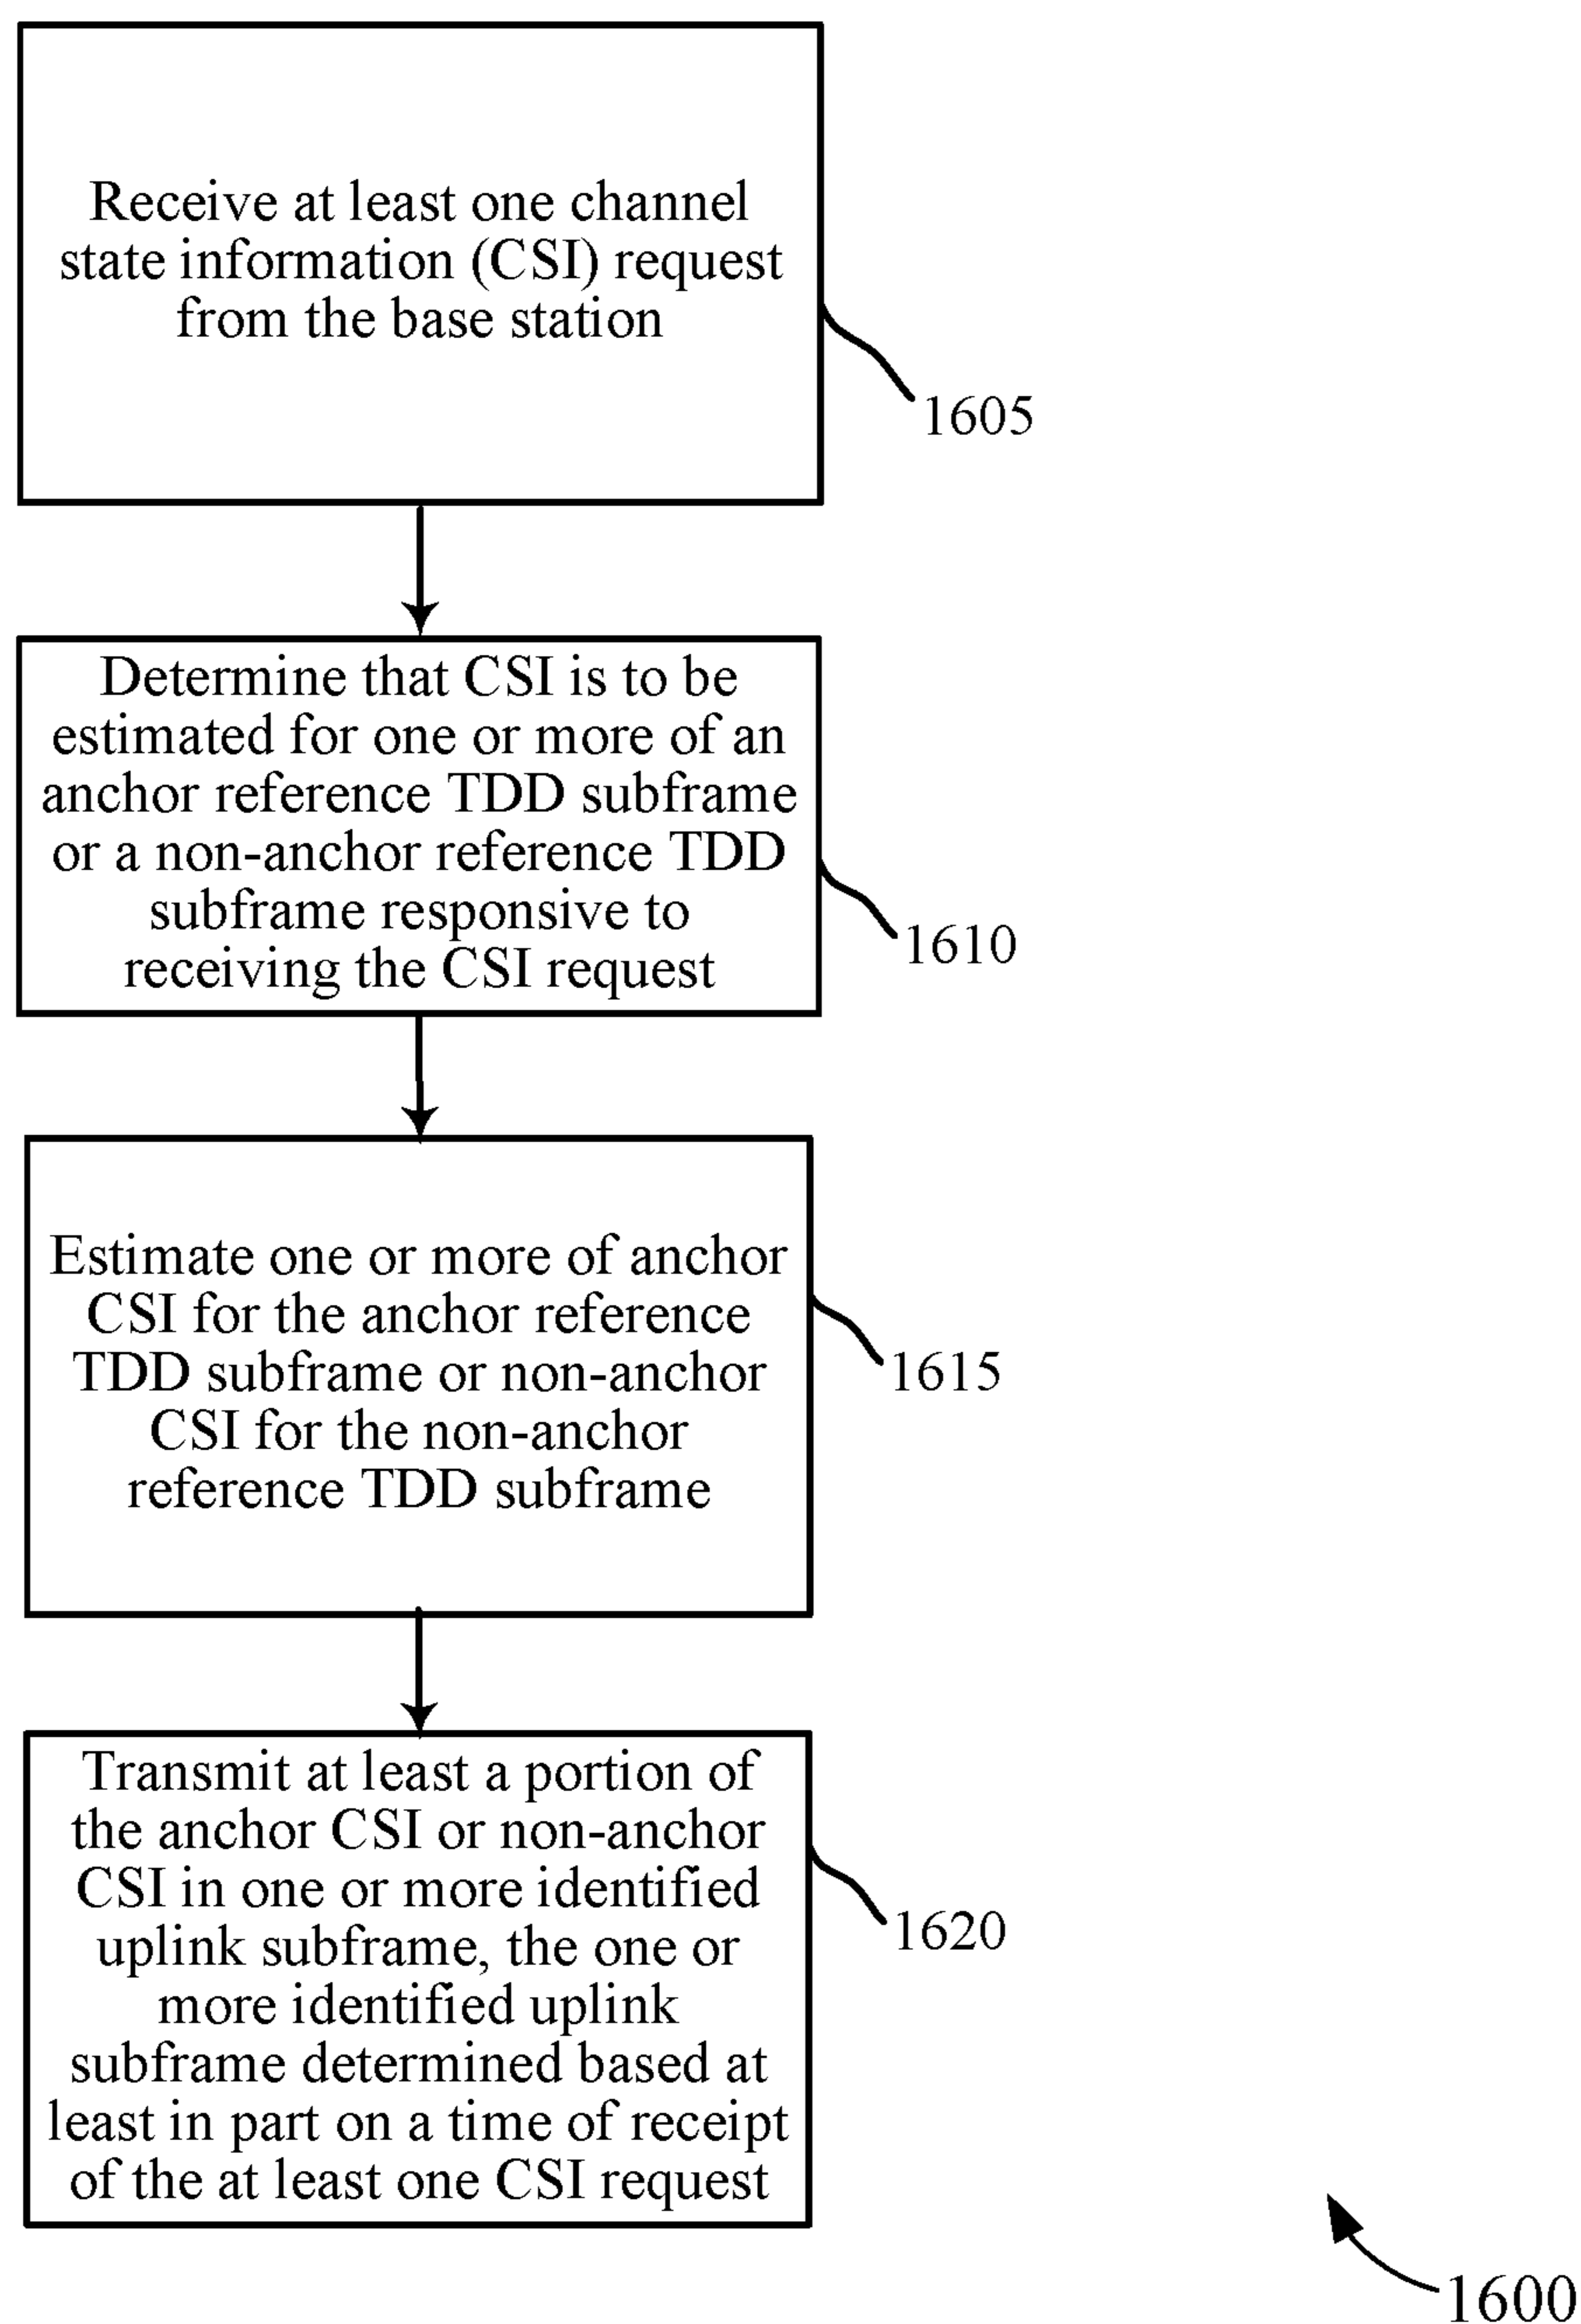 Receive at least one channel
state information (CSI) request
from the base station
1605
Determine that CSI is to be
estimated for one or more of an
anchor reference TDD subframe
or a non-anchor reference TDD
subframe responsive to
receiving the CSI request
1610
Estimate one or more of anchor
CSI for the anchor reference
TDD subframe or non-anchor
CSI for the non-anchor
reference TDD subframe
1615
Transmit at least a portion of
the anchor CSI or non-anchor
CSI in one or more identified
uplink subframe, the one or
more identified uplink
subframe determined based at
least in part on a time of receipt
of the at least one CSI request
1620
1600